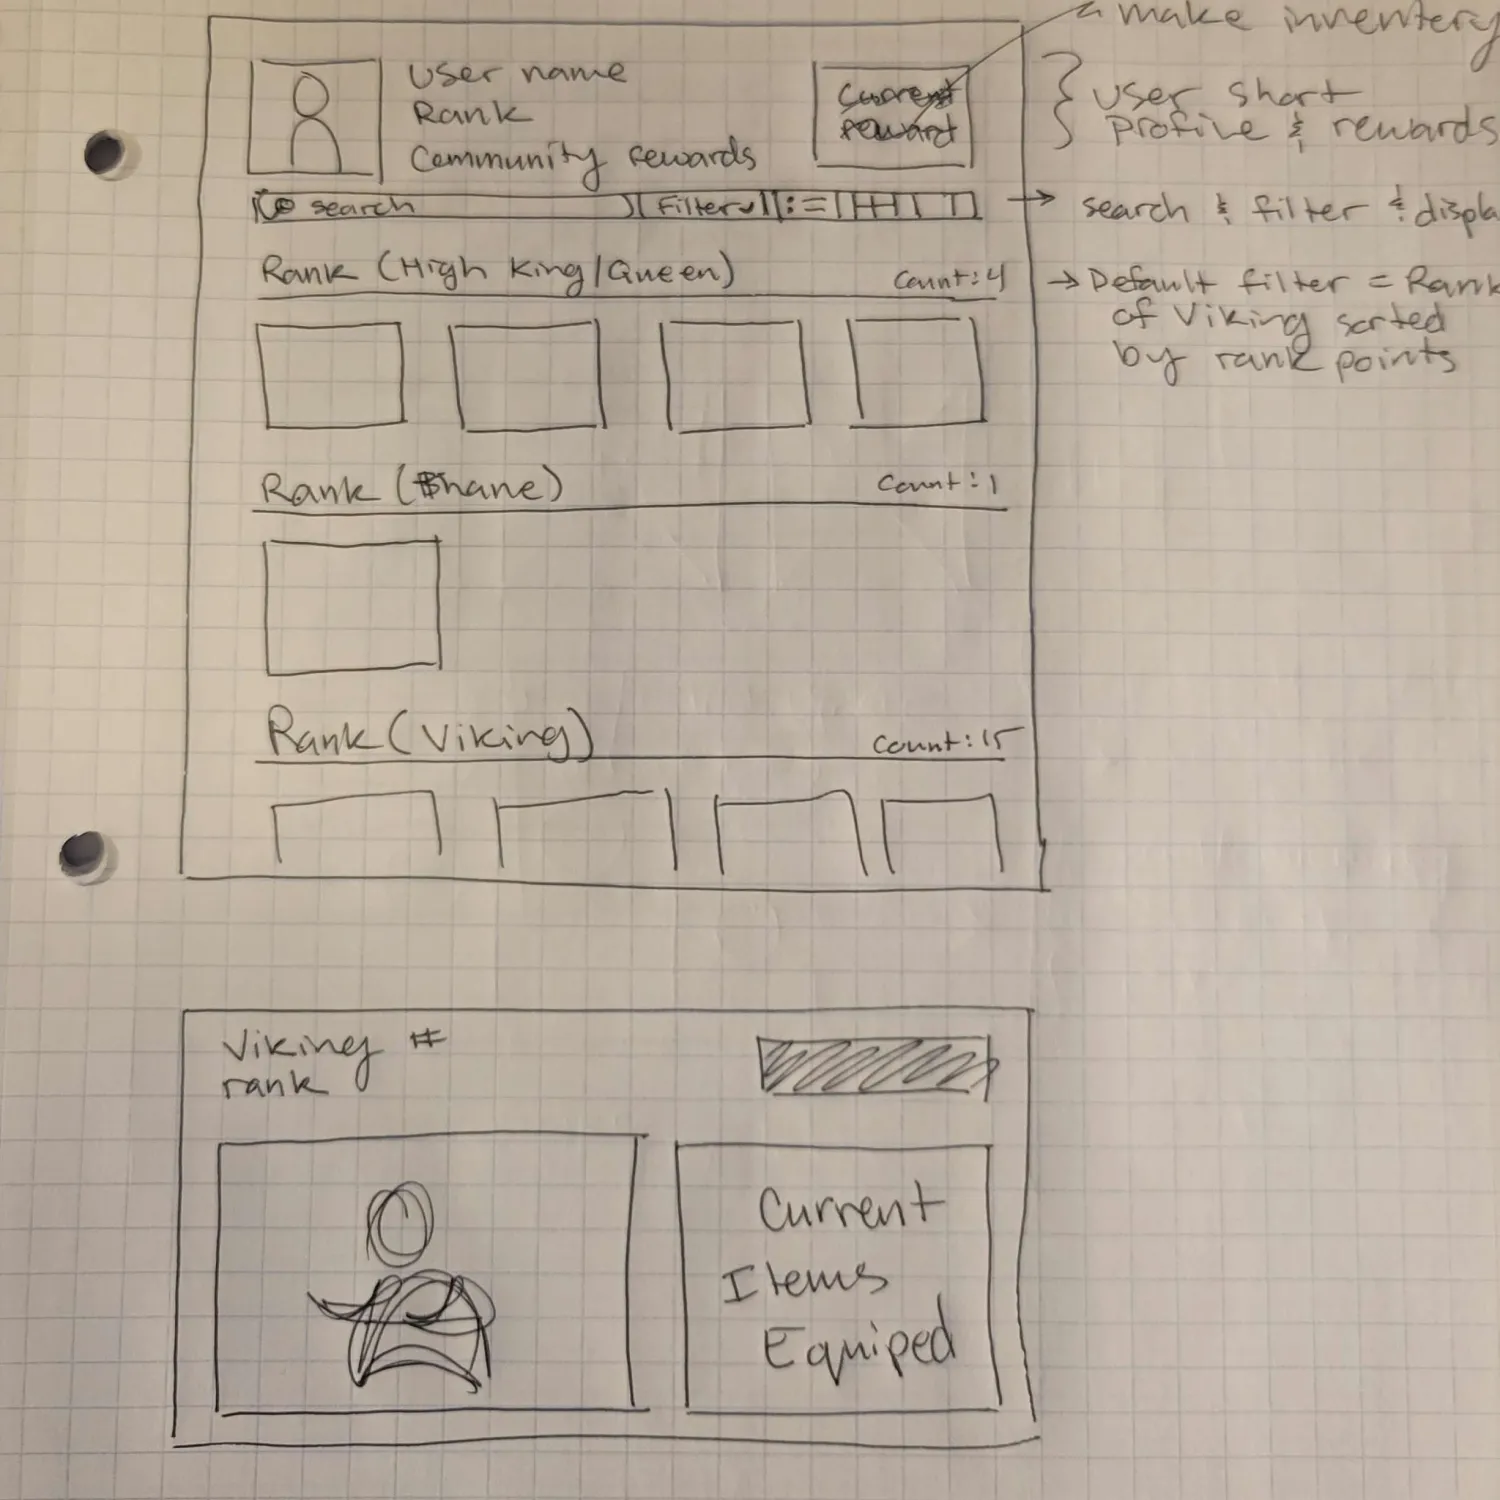 make inventery
User name
Rank
Community rewards
Current
reward
User short
Profile & rewards
search
Filter
search & filter & displa
Rank (High King/Queen)
Count: 4
Default filter = Rank
of Viking sorted
by rank points
Rank (Thane)
Count: 1
Rank (Viking)
Count: 15
Viking #
rank
Current
Items
Equiped